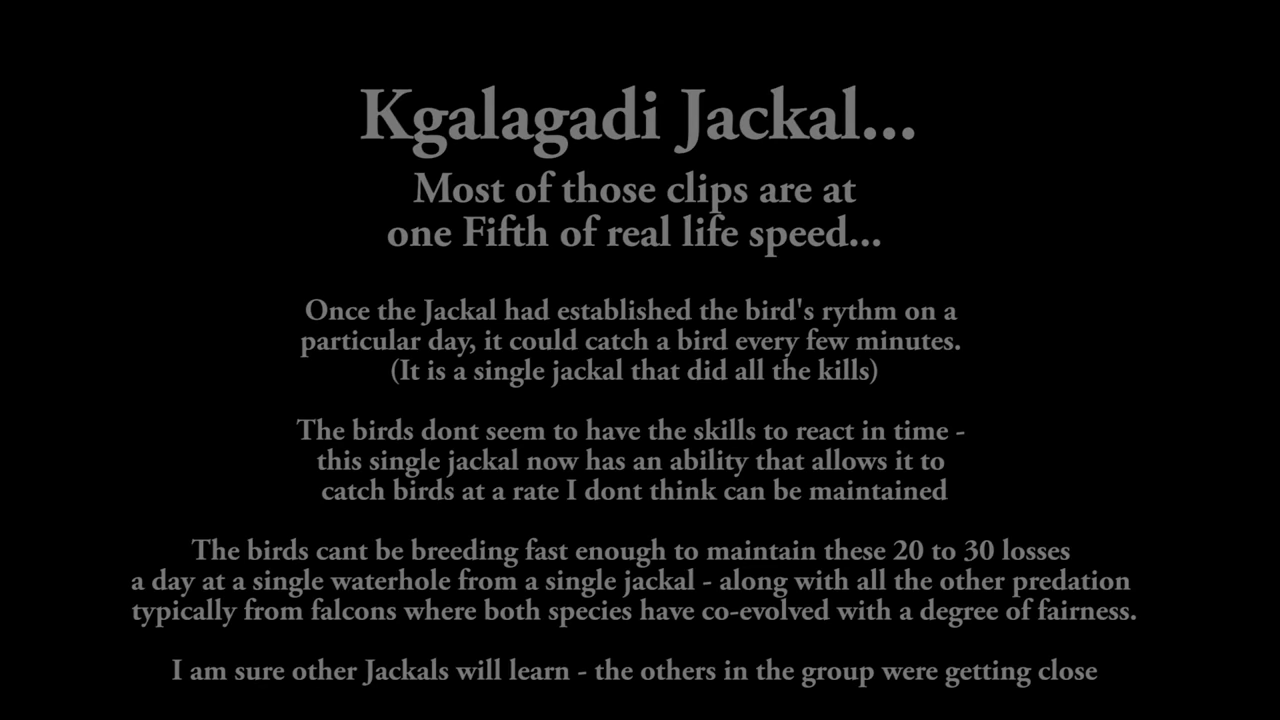 Kgalagadi Jackal...
Most of those clips are at
one Fifth of real life speed...
Once the Jackal had established the bird's rythm on a
particular day, it could catch a bird every few minutes.
(It is a single jackal that did all the kills)
The birds dont seem to have the skills to react in time -
this single jackal now has an ability that allows it to
catch birds at a rate I dont think can be maintained
The birds cant be breeding fast enough to maintain these 20 to 30 losses
a day at a single waterhole from a single jackal - along with all the other predation
typically from falcons where both species have co-evolved with a degree of fairness.
I am sure other Jackals will learn - the others in the group were getting close